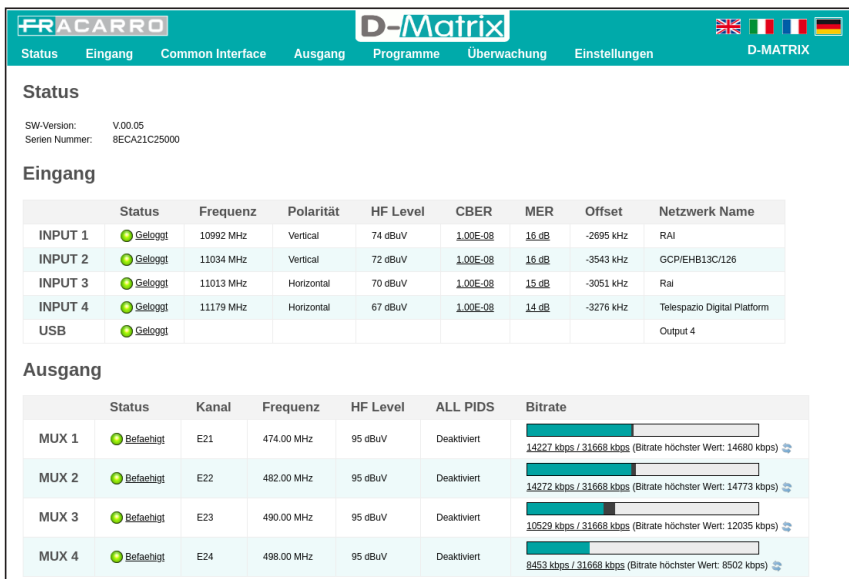 FRACARRO D-Matrix
Status Eingang Common Interface Ausgang Programme Überwachung Einstellungen D-MATRIX
Status
SW-Version: V.00.05
Serien Nummer: 8ECA21C25000
Eingang
Status Frequenz Polarität HF Level CBER MER Offset Netzwerk Name
INPUT 1 Geloggt 10992 MHz Vertical 74 dBuV 1.00E-08 16 dB -2695 kHz RAI
INPUT 2 Geloggt 11034 MHz Vertical 72 dBuV 1.00E-08 16 dB -3543 kHz GCP/EHB13C/126
INPUT 3 Geloggt 11013 MHz Horizontal 70 dBuV 1.00E-08 15 dB -3051 kHz Rai
INPUT 4 Geloggt 11179 MHz Horizontal 67 dBuV 1.00E-08 14 dB -3276 kHz Telespazio Digital Platform
USB Geloggt Output 4
Ausgang
Status Kanal Frequenz HF Level ALL PIDS Bitrate
MUX 1 Befaehigt E21 474.00 MHz 95 dBuV Deaktiviert 14227 kbps / 31668 kbps (Bitrate höchster Wert: 14680 kbps)
MUX 2 Befaehigt E22 482.00 MHz 95 dBuV Deaktiviert 14272 kbps / 31668 kbps (Bitrate höchster Wert: 14773 kbps)
MUX 3 Befaehigt E23 490.00 MHz 95 dBuV Deaktiviert 10529 kbps / 31668 kbps (Bitrate höchster Wert: 12035 kbps)
MUX 4 Befaehigt E24 498.00 MHz 95 dBuV Deaktiviert 8453 kbps / 31668 kbps (Bitrate höchster Wert: 8502 kbps)